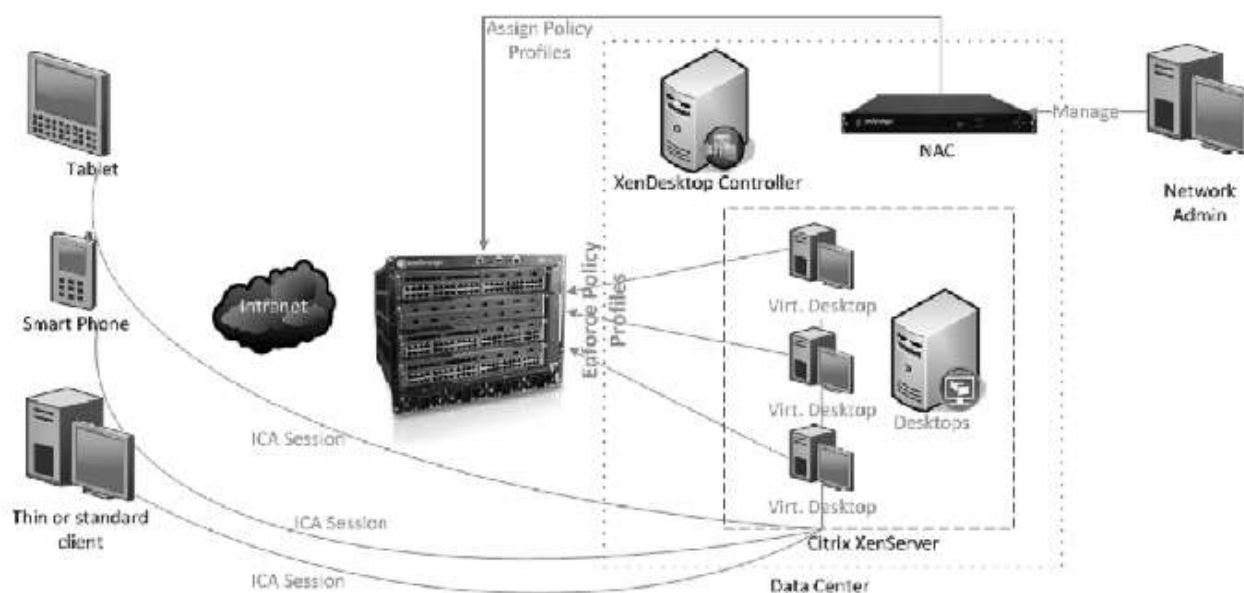 Assign Policy
Profiles
Tablet
XenDesktop Controller
NAC
Manage
Network
Admin
Smart Phone
Intranet
Enforce Policy
Profiles
Virt. Desktop
Virt. Desktop
Desktops
Virt. Desktop
Thin or standard
client
ICA Session
ICA Session
ICA Session
Citrix XenServer
Data Center